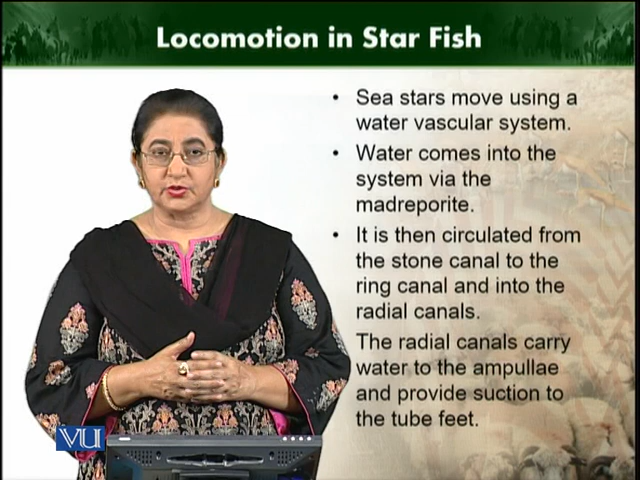 Locomotion in Star Fish
• Sea stars move using a
water vascular system.
• Water comes into the
system via the
madreporite.
• It is then circulated from
the stone canal to the
ring canal and into the
radial canals.
The radial canals carry
water to the ampullae
and provide suction to
the tube feet.
VU